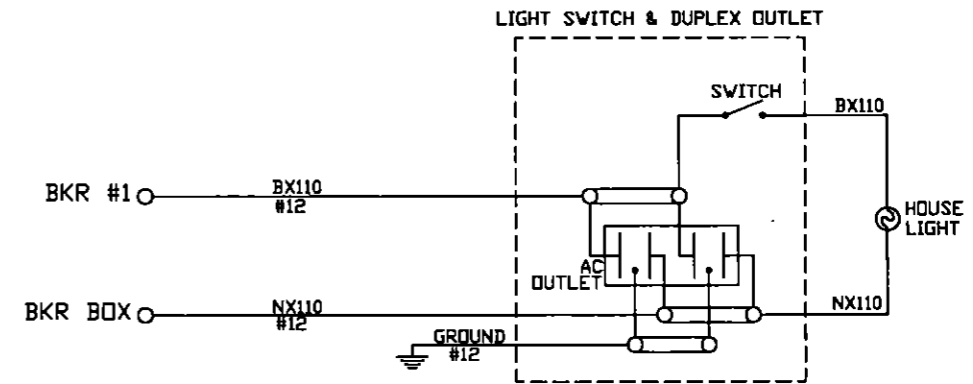 LIGHT SWITCH & DUPLEX OUTLET
SWITCH
BX110
BKR #1
BX110
#12
HOUSE
LIGHT
AC
OUTLET
BKR BOX
NX110
#12
NX110
GROUND
#12